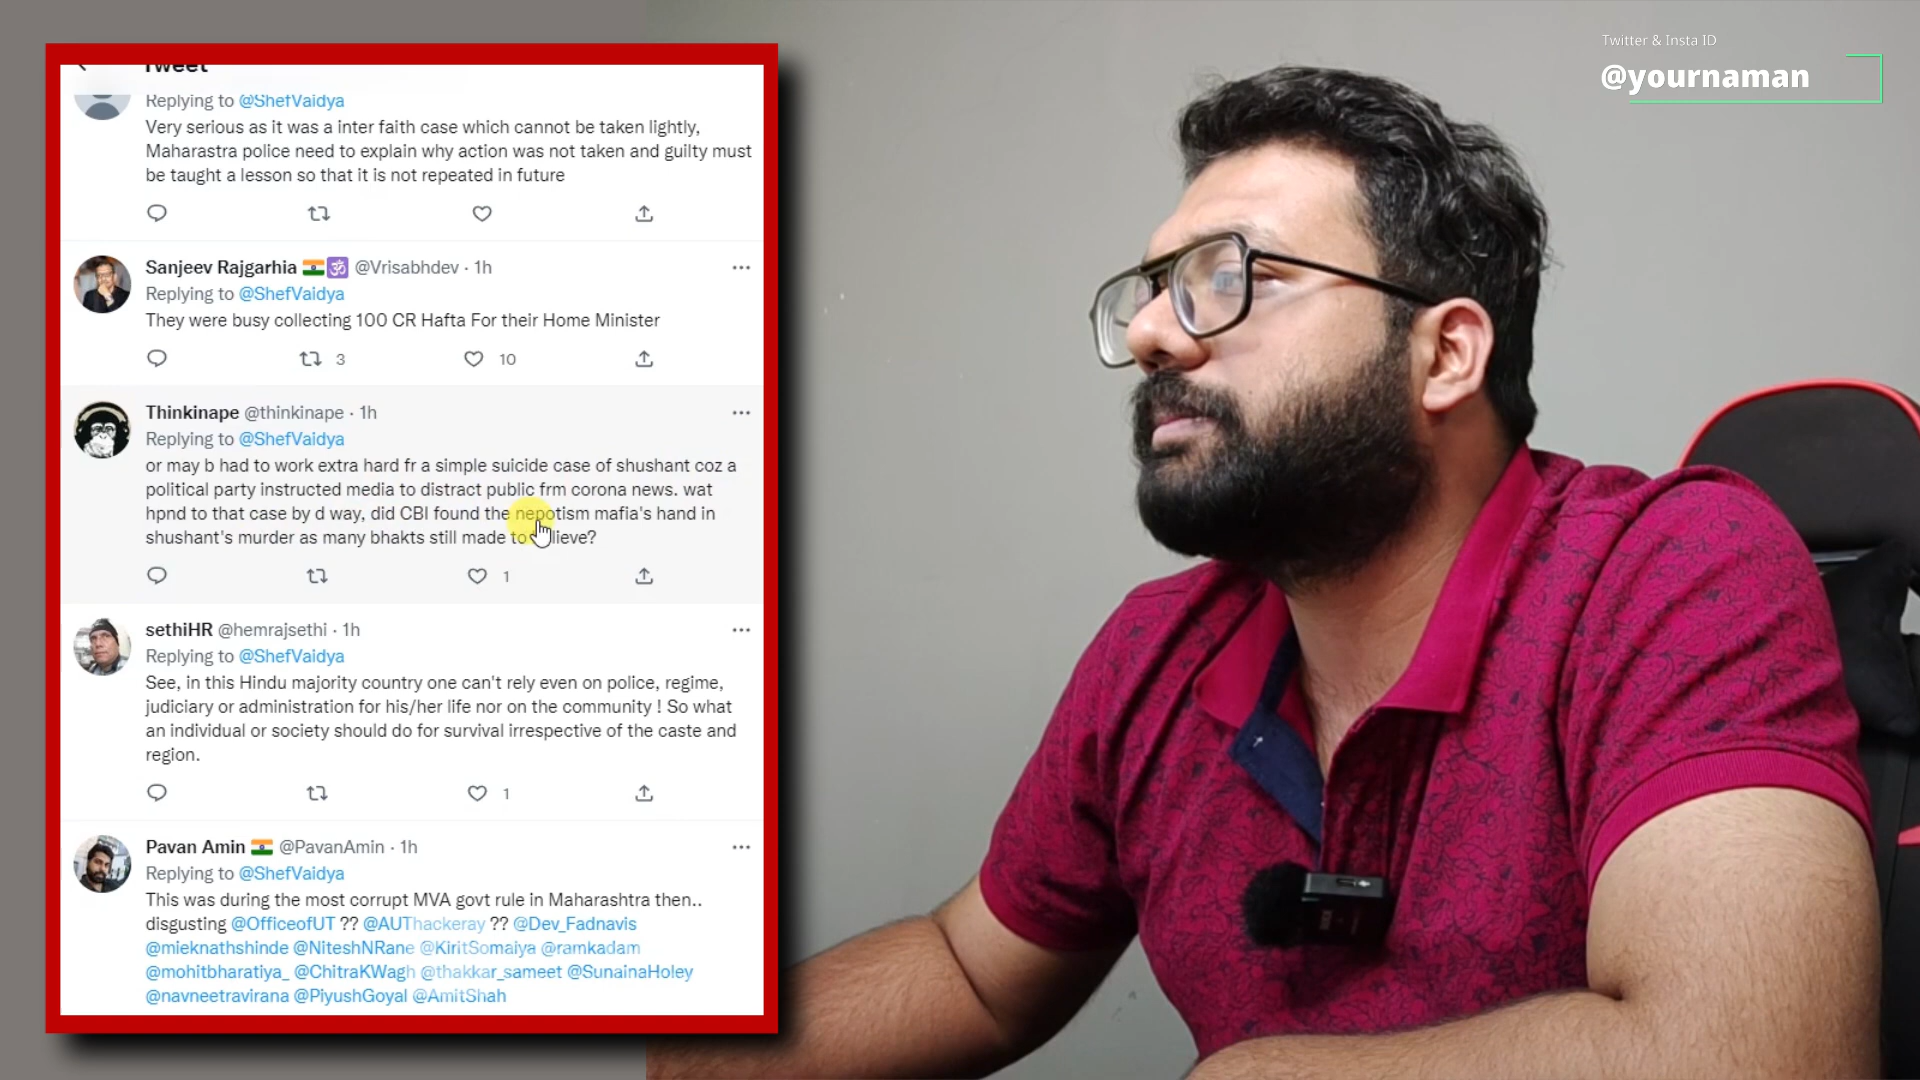 Tweet
Replying to @ShefVaidya
Very serious as it was a inter faith case which cannot be taken lightly,
Maharastra police need to explain why action was not taken and guilty must
be taught a lesson so that it is not repeated in future
Sanjeev Rajgarhia 🇮🇳🕉 @Vrisabhdev · 1h
Replying to @ShefVaidya
They were busy collecting 100 CR Hafta For their Home Minister
3 10
Thinkinape @thinkinape · 1h
Replying to @ShefVaidya
or may b had to work extra hard fr a simple suicide case of shushant coz a
political party instructed media to distract public frm corona news. wat
hpnd to that case by d way, did CBI found the nepotism mafia's hand in
shushant's murder as many bhakts still made to
1
sethiHR @hemrajsethi · 1h
Replying to @ShefVaidya
See, in this Hindu majority country one can't rely even on police, regime,
judiciary or administration for his/her life nor on the community ! So what
an individual or society should do for survival irrespective of the caste and
region.
1
Pavan Amin 🇮🇳 @PavanAmin · 1h
Replying to @ShefVaidya
This was during the most corrupt MVA govt rule in Maharashtra then..
disgusting @OfficeofUT ?? @AUThackeray ?? @Dev_Fadnavis
@mieknathshinde @NiteshNRane @KiritSomaiya @ramkadam
@mohitbharatiya_ @ChitraKWagh @thakkar_sameet @SunainaHoley
@navneetravirana @PiyushGoyal @AmitShah
Twitter & Insta ID
@yournaman